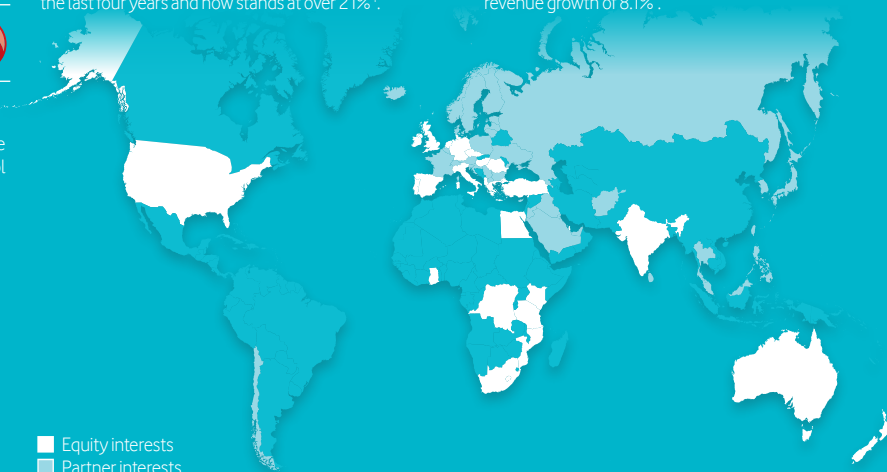 the last four years and now stands at over 21%
revenue growth of 8.1%
Equity interests
Partner interests